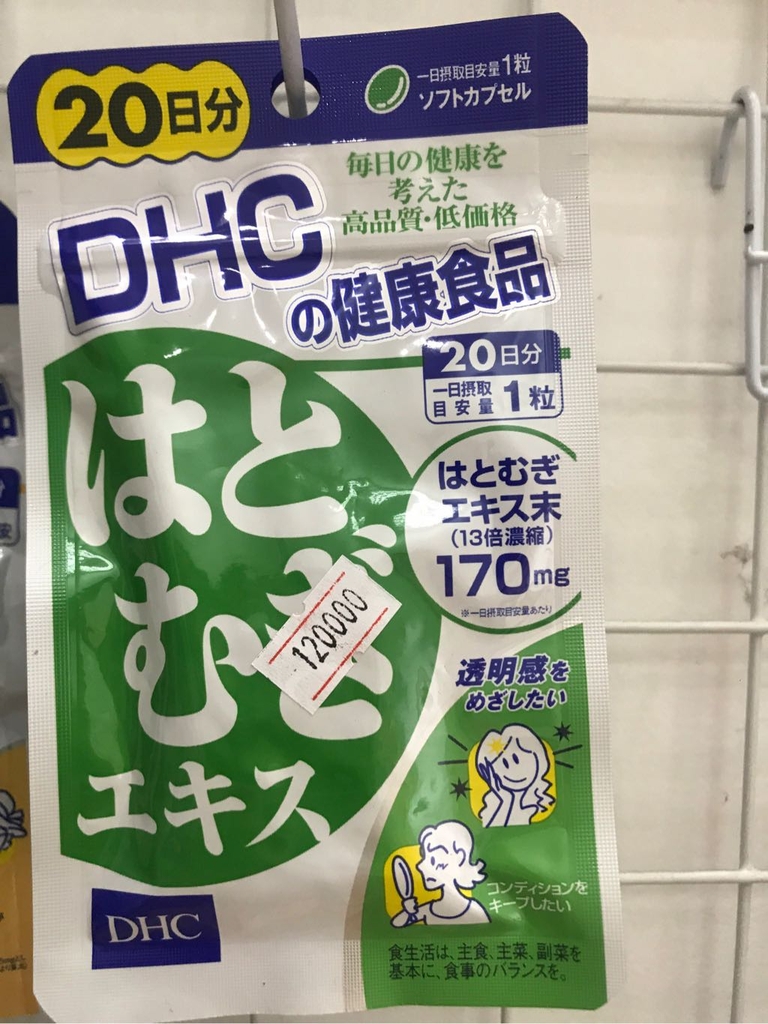 20日分
一日摂取目安量1粒
ソフトカプセル
毎日の健康を
考えた
高品質・低価格
DHC
の健康食品
20日分
一日摂取
目安量 1粒
はと
むぎ
エキス
はとむぎ
エキス末
(13倍濃縮)
170mg
※一日摂取目安量あたり
120000
透明感を
めざしたい
コンディションを
キープしたい
DHC
食生活は、主食、主菜、副菜を
基本に、食事のバランスを。